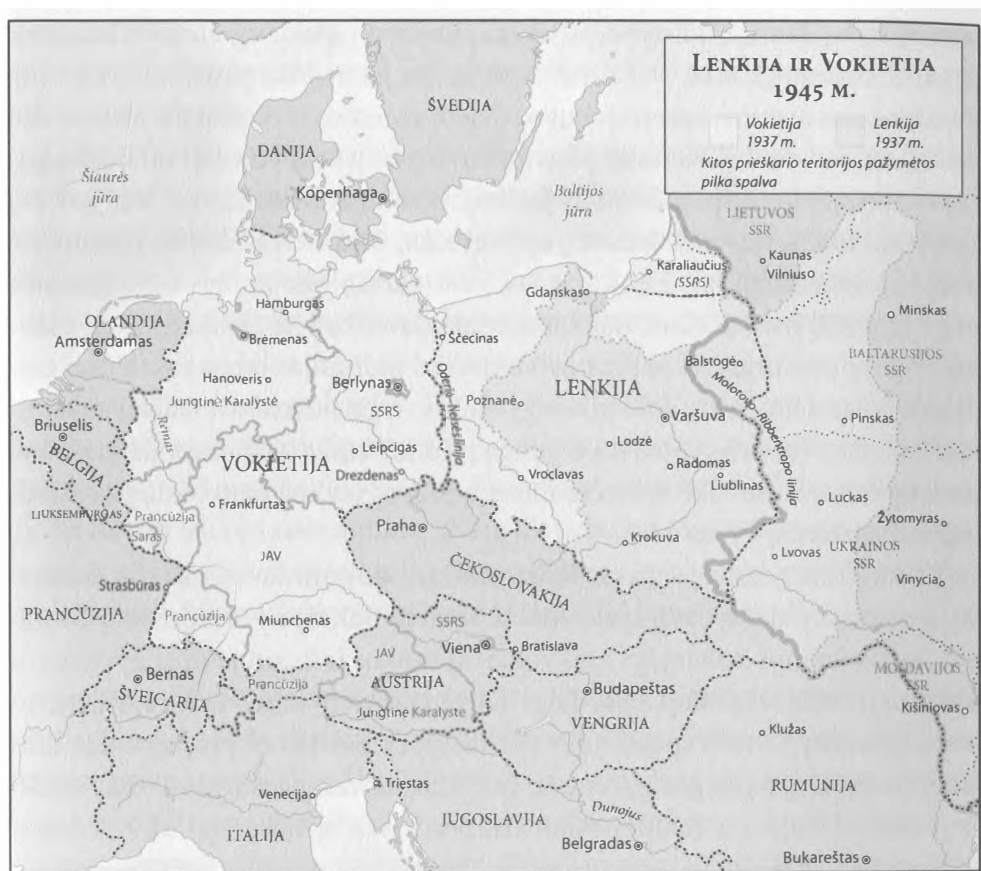 LENKIJA IR VOKIETIJA
1945 M.
Vokietija
1937 m.
Lenkija
1937 m.
Kitos prieškario teritorijos pažymėtos
pilka spalva
ŠVEDIJA
DANIJA
Šiaurės
jūra
Kopenhaga
Baltijos
jūra
LIETUVOS
SSR
Kaunas
Vilnius
Karaliaučius
(SSRS)
Gdanskas
Minskas
Hamburgas
OLANDIJA
Amsterdamas
Brėmenas
Ščecinas
BALTARUSIJOS
SSR
Balstogė
Hanoveris
Berlynas
LENKIJA
Jungtinė Karalystė
SSRS
Poznanė
Varšuva
Pinskas
Briuselis
Reinas
Oderio–Neisės linija
Molotovo–Ribbentropo linija
BELGIJA
VOKIETIJA
Leipcigas
Lodzė
Drezdenas
Radomas
Liublinas
Vroclavas
LIUKSEMBURGAS
Prancūzija
Frankfurtas
Luckas
Saras
Praha
Žytomyras
Krokuva
JAV
Lvovas
UKRAINOS
SSR
ČEKOSLOVAKIJA
Strasbūras
Vinycia
PRANCŪZIJA
Prancūzija
Miunchenas
SSRS
Viena
Bratislava
JAV
MOLDAVIJOS
SSR
Bernas
Prancūzija
AUSTRIJA
Budapeštas
ŠVEICARIJA
Jungtinė Karalystė
VENGRIJA
Kišiniovas
Klužas
Triestas
Venecija
RUMUNIJA
Dunojus
ITALIJA
JUGOSLAVIJA
Belgradas
Bukareštas